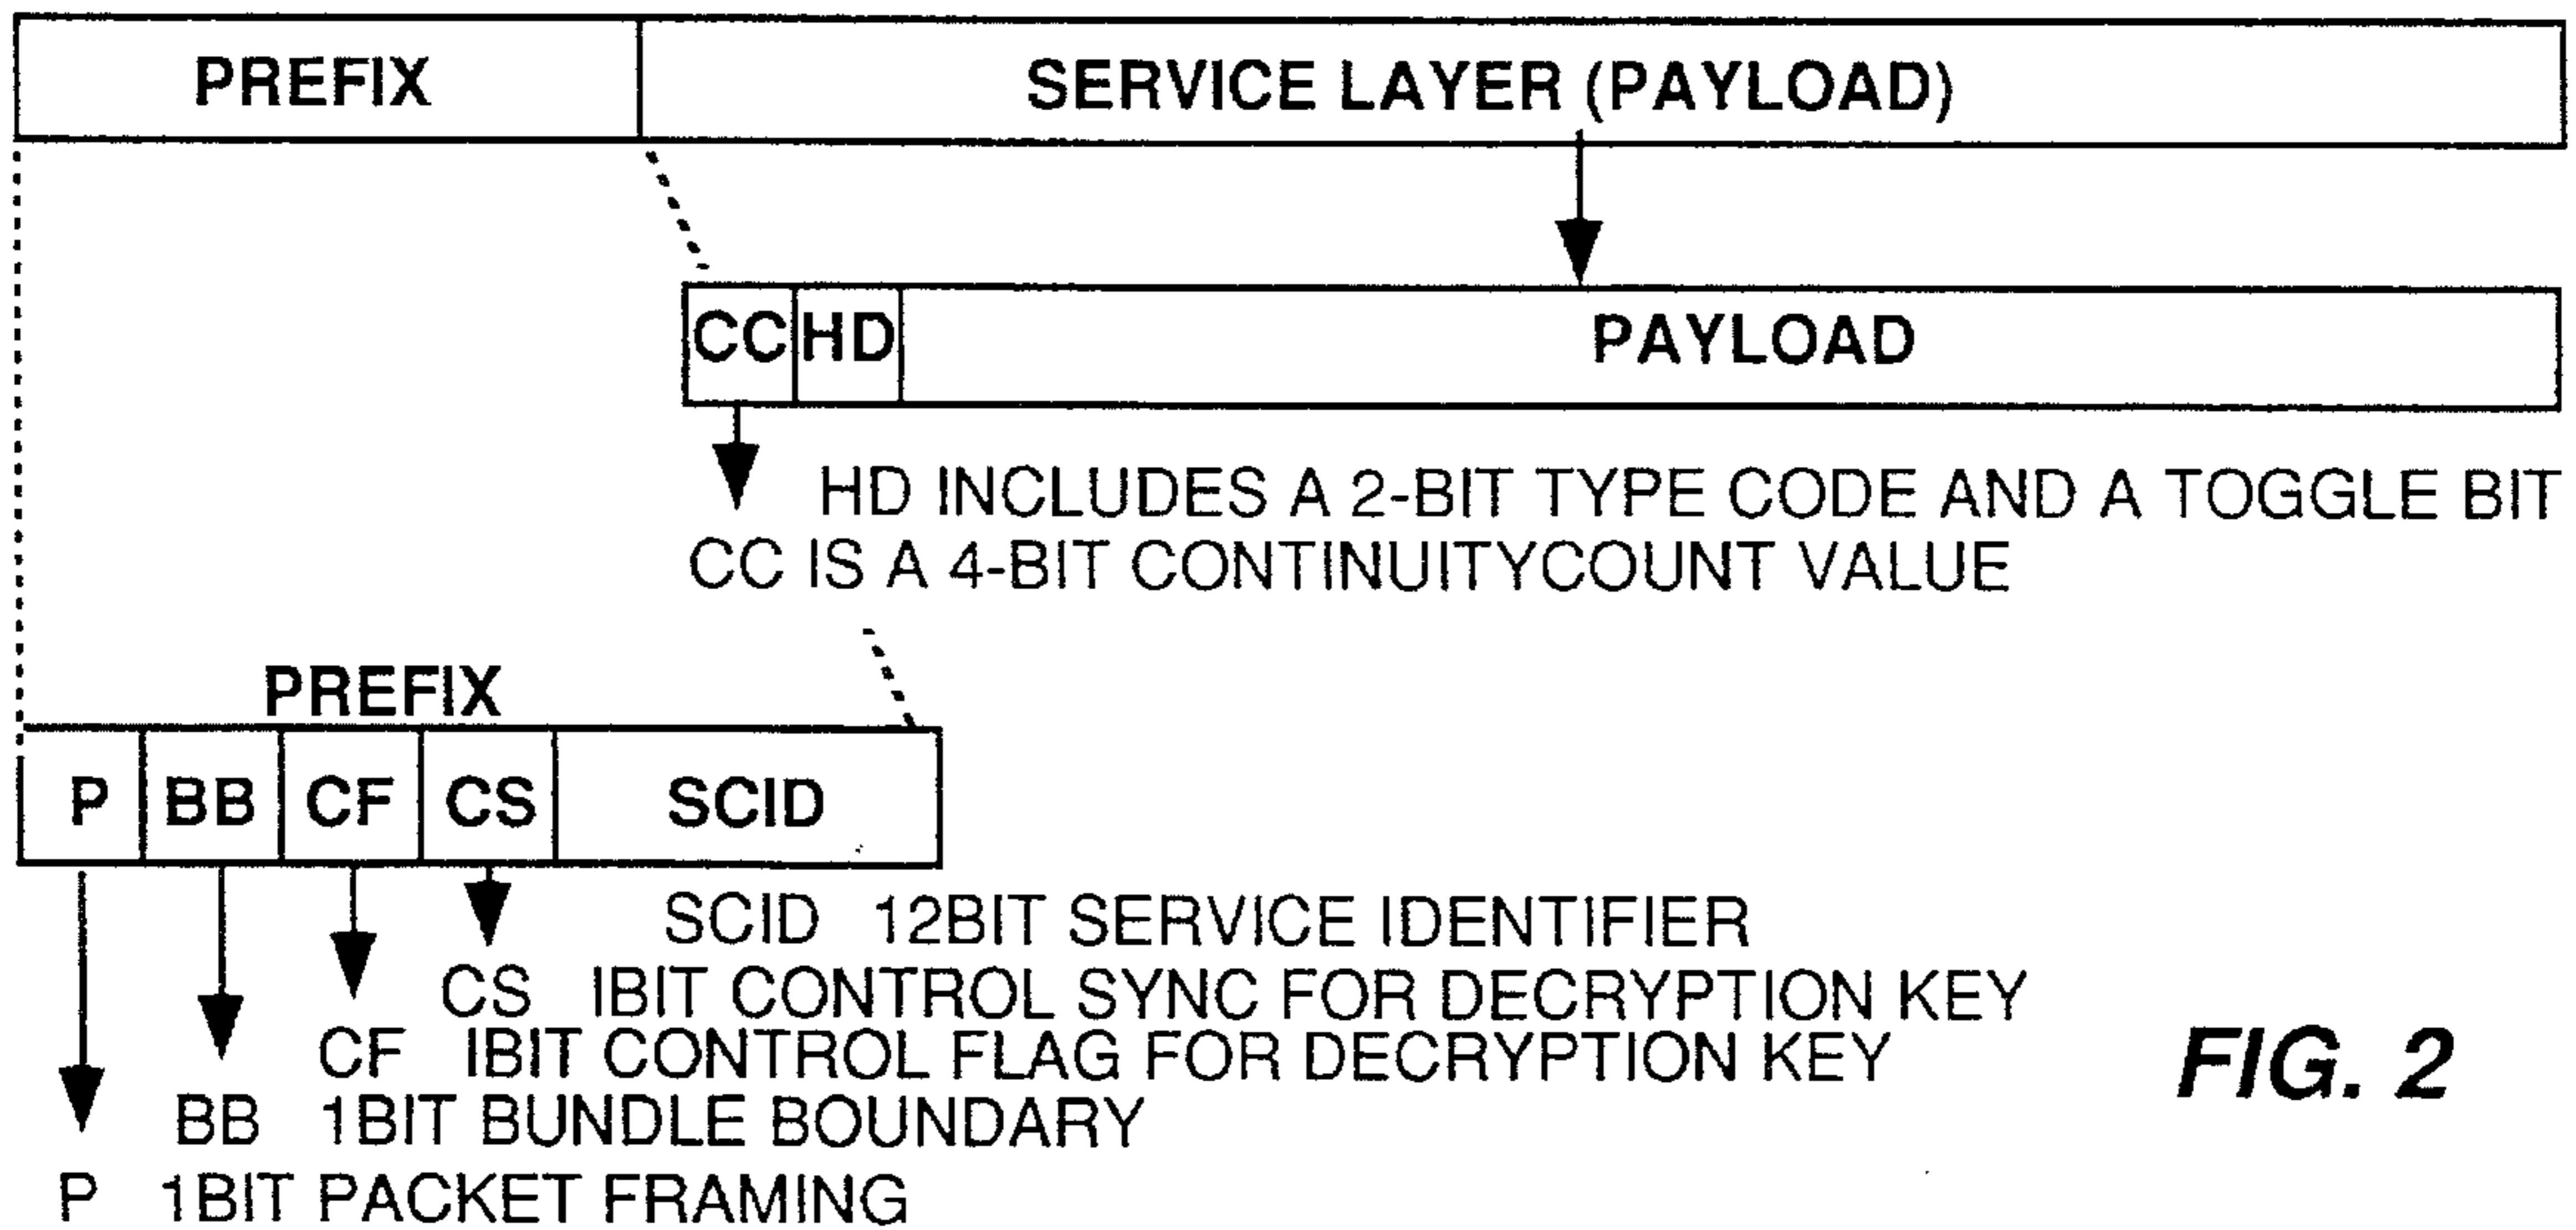 PREFIX SERVICE LAYER (PAYLOAD)
CC HD PAYLOAD
HD INCLUDES A 2-BIT TYPE CODE AND A TOGGLE BIT
CC IS A 4-BIT CONTINUITYCOUNT VALUE
PREFIX
P BB CF CS SCID
SCID 12BIT SERVICE IDENTIFIER
CS IBIT CONTROL SYNC FOR DECRYPTION KEY
CF IBIT CONTROL FLAG FOR DECRYPTION KEY
BB 1BIT BUNDLE BOUNDARY
P 1BIT PACKET FRAMING
FIG. 2